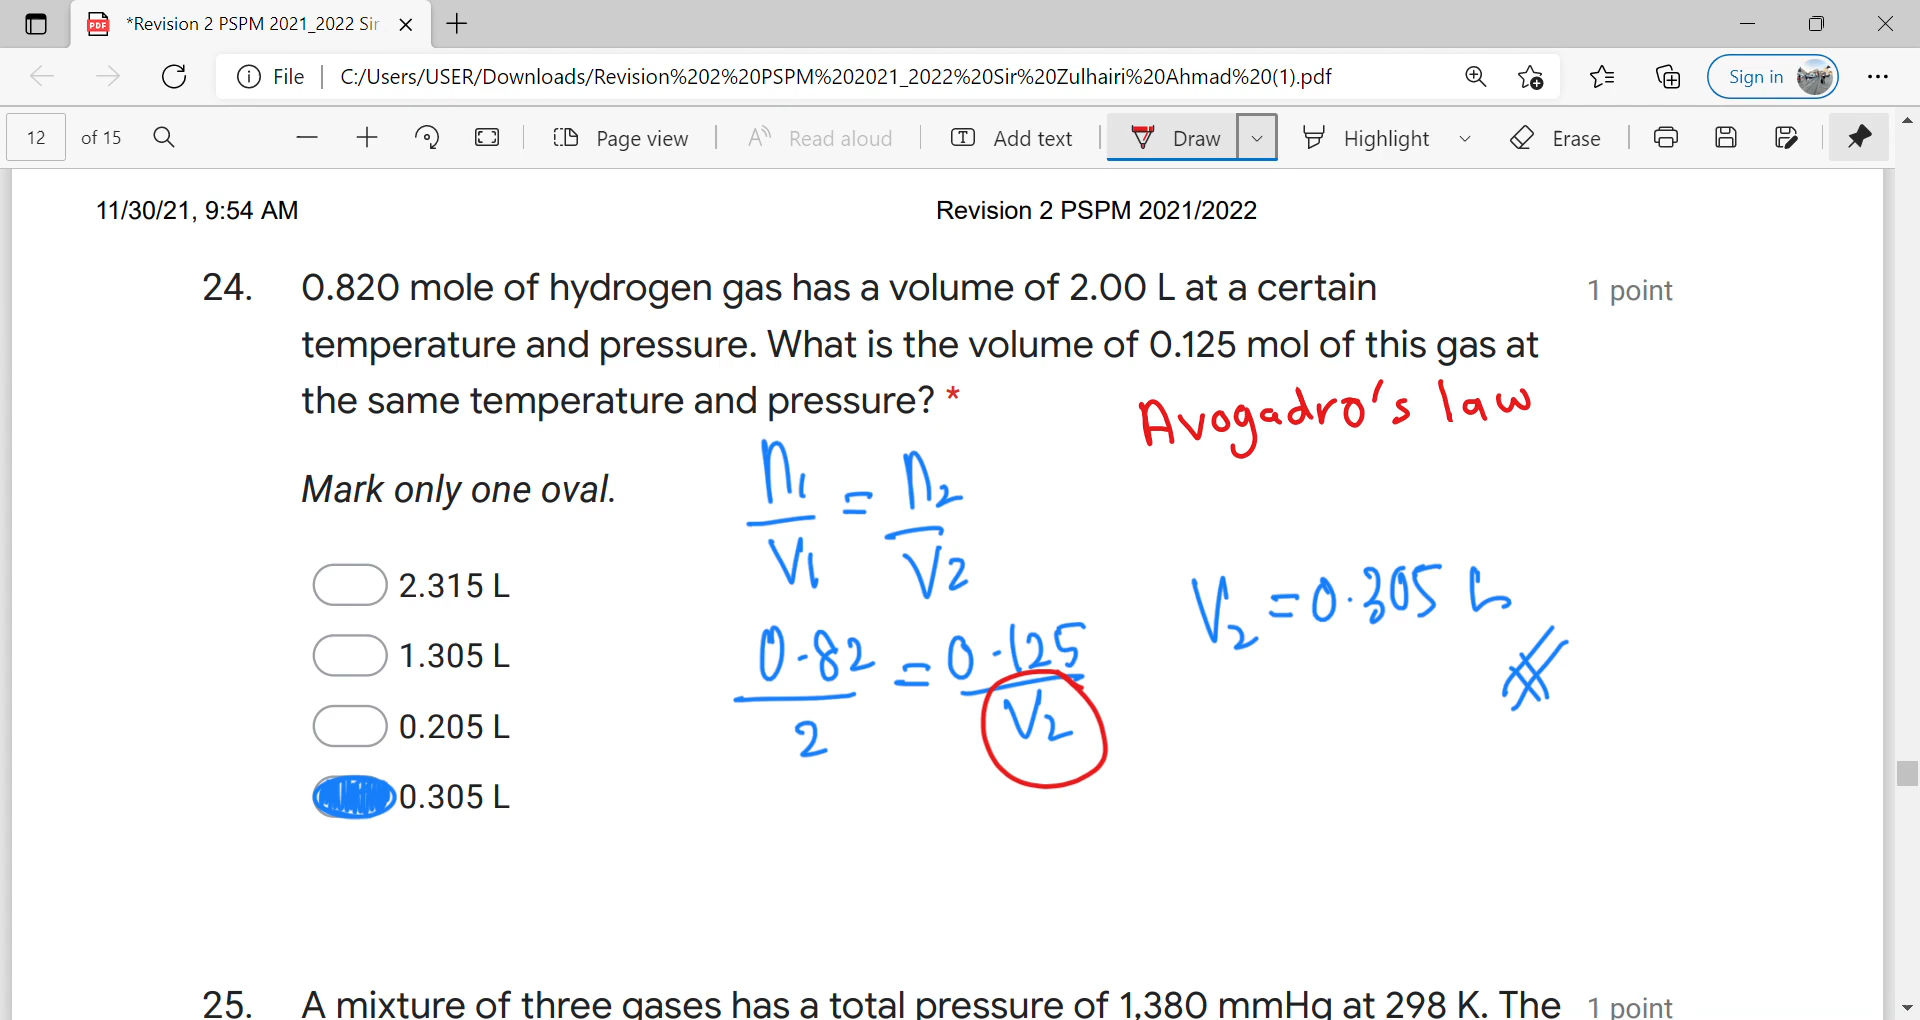 *Revision 2 PSPM 2021_2022 Sir
File
C:/Users/USER/Downloads/Revision%202%20PSPM%202021_2022%20Sir%20Zulhairi%20Ahmad%20(1).pdf
Sign in
12 of 15
Page view
Read aloud
Add text
Draw
Highlight
Erase
11/30/21, 9:54 AM
Revision 2 PSPM 2021/2022
24. 0.820 mole of hydrogen gas has a volume of 2.00 L at a certain 1 point
temperature and pressure. What is the volume of 0.125 mol of this gas at
the same temperature and pressure? *
Avogadro's law
Mark only one oval.
n1/V1 = n2/V2
2.315 L
V2 = 0.305 L
1.305 L
0.82/2 = 0.125/V2
0.205 L
0.305 L
25. A mixture of three gases has a total pressure of 1,380 mmHg at 298 K. The 1 point